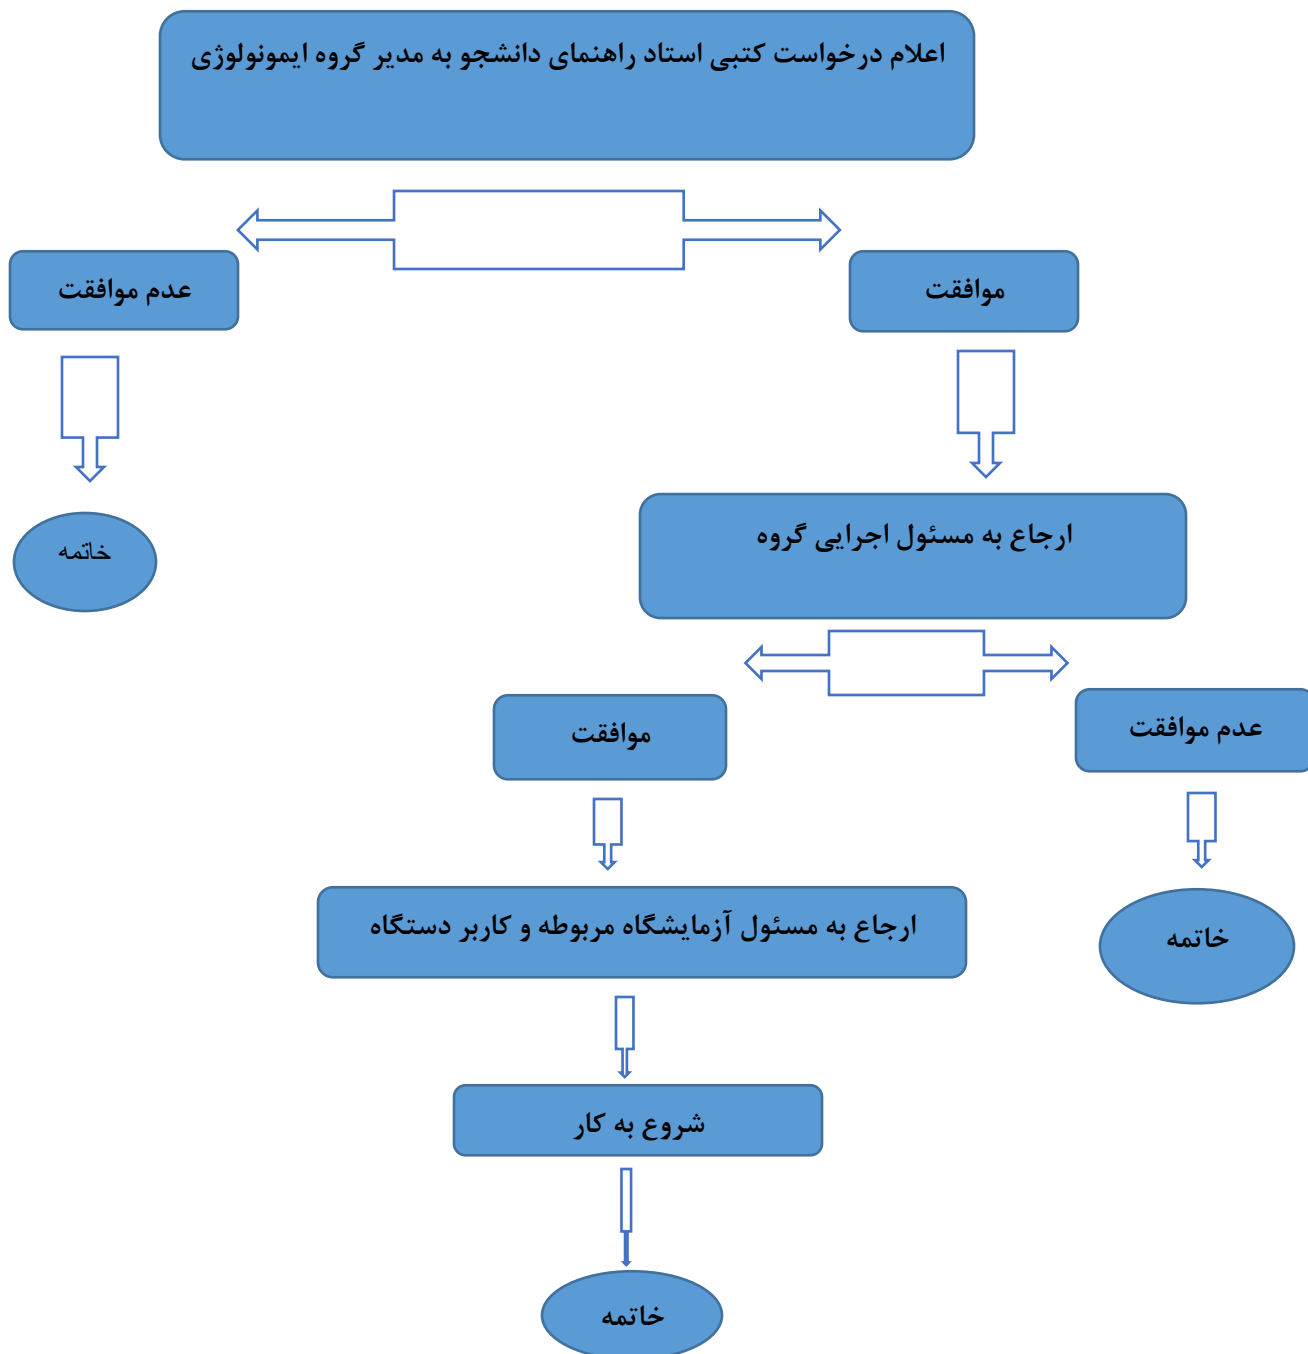 اعلام درخواست کتبی استاد راهنمای دانشجو به مدیر گروه ایمونولوژی
موافقت
عدم موافقت
ارجاع به مسئول اجرایی گروه
خاتمه
عدم موافقت
موافقت
ارجاع به مسئول آزمایشگاه مربوطه و کاربر دستگاه
خاتمه
شروع به کار
خاتمه